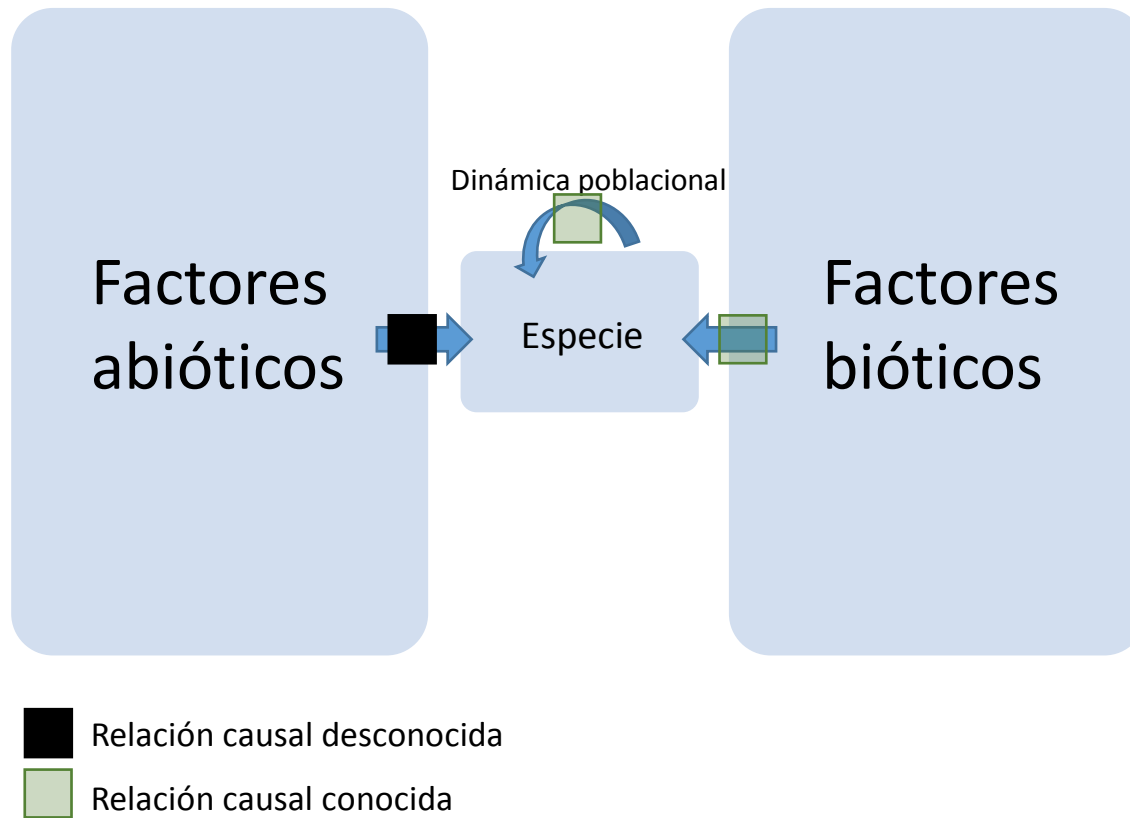 Dinámica poblacional
Factores
abióticos
Especie
Factores
bióticos
Relación causal desconocida
Relación causal conocida